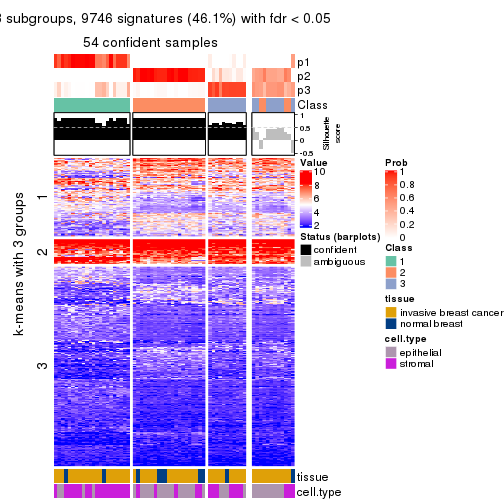 3 subgroups, 9746 signatures (46.1%) with fdr < 0.05
54 confident samples
p1
p2
p3
Class
1
0.5
0
-0.5
Silhouette
score
k-means with 3 groups
1
2
3
Value
10
8
6
4
2
Status (barplots)
confident
ambiguous
Prob
1
0.8
0.6
0.4
0.2
0
Class
1
2
3
tissue
invasive breast cancer
normal breast
cell.type
epithelial
stromal
tissue
cell.type